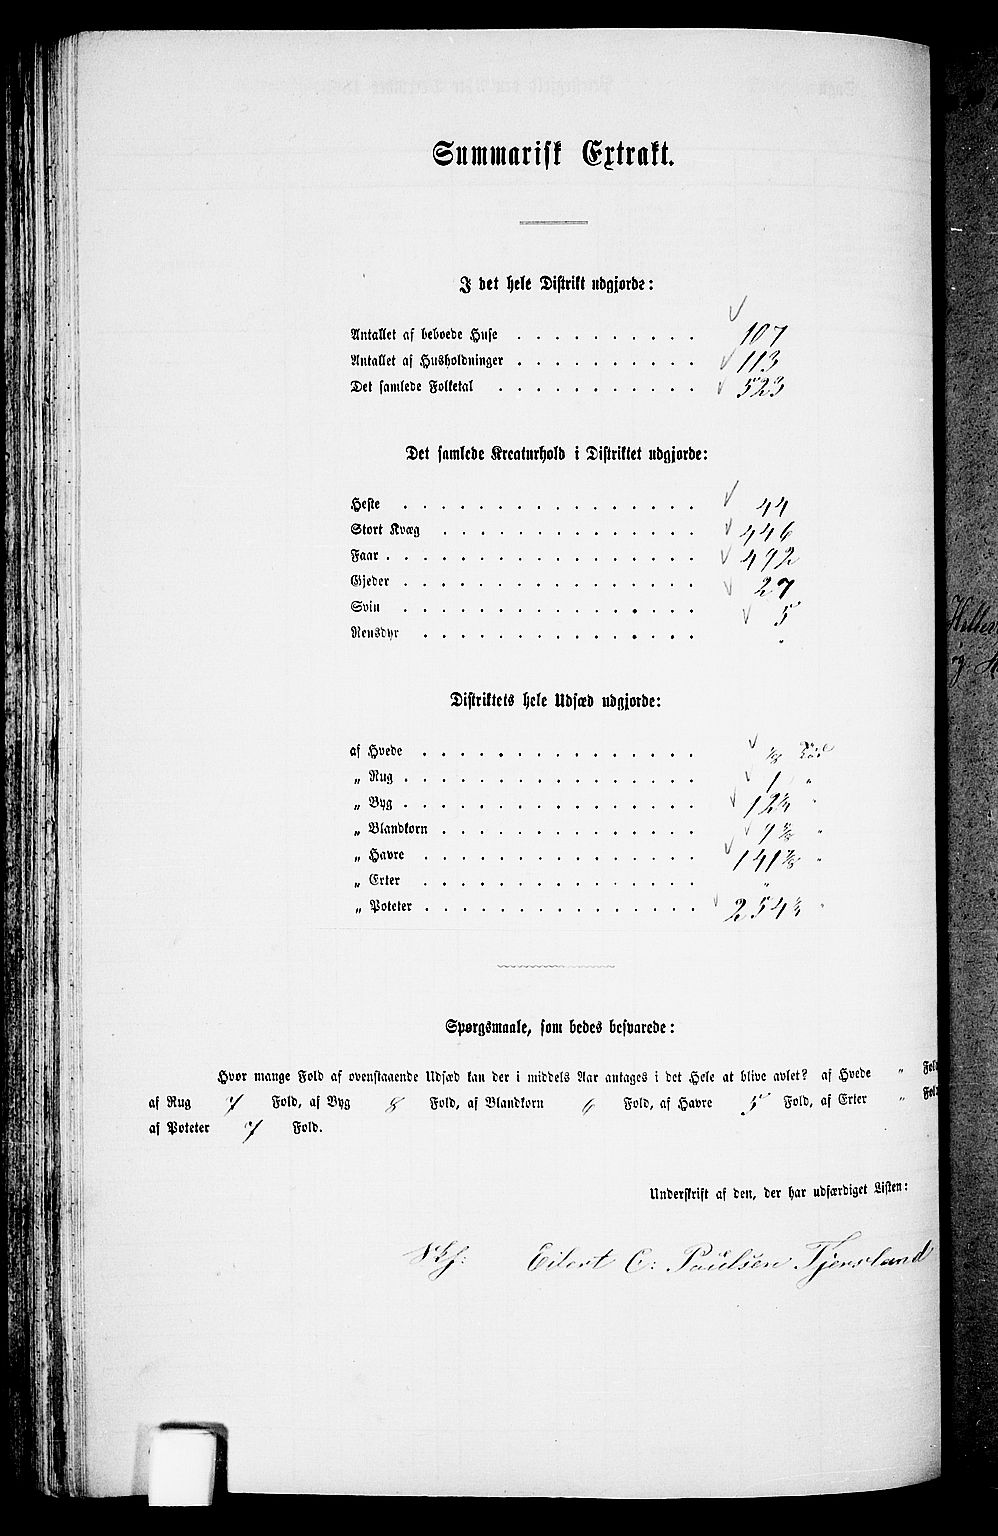 Summarisk Extrakt.
I det hele Distrikt udgjorde:
Antallet af beboede Huse . . . . . . . . . . 107
Antallet af Husholdninger . . . . . . . . . . 113
Det samlede Folketal . . . . . . . . . . . 523
Det samlede Kreaturhold i Distriktet udgjorde:
Heste . . . . . . . . . . . . . . . 44
Stort Kvæg . . . . . . . . . . . . . . 446
Faar . . . . . . . . . . . . . . . . 492
Gjeder . . . . . . . . . . . . . . . 27
Svin . . . . . . . . . . . . . . . 5
Rensdyr . . . . . . . . . . . . . . . "
Distriktets hele Udsæd udgjorde:
af Hvede . . . . . . . . . . . . . . . ⅛ Tød
„ Rug . . . . . . . . . . . . . . . 1 "
„ Byg . . . . . . . . . . . . . . . 12 "
„ Blandkorn . . . . . . . . . . . . . . "
„ Havre . . . . . . . . . . . . . . . 141 "
„ Erter . . . . . . . . . . . . . . . "
„ Poteter . . . . . . . . . . . . . . . 254 "
Spørgsmaale, som bedes besvarede:
Hvor mange Fold af ovenstaaende Udsæd kan der i middels Aar antages i det Hele at blive avlet? af Hvede " Fold
af Rug 7 Fold, af Byg 8 Fold, af Blandkorn 6 Fold, af Havre 5 Fold, af Erter " Fold
af Poteter 7 Fold.
Underskrift af den, der har udfærdiget Listen:
Eilert C: Paulsen Tjersland